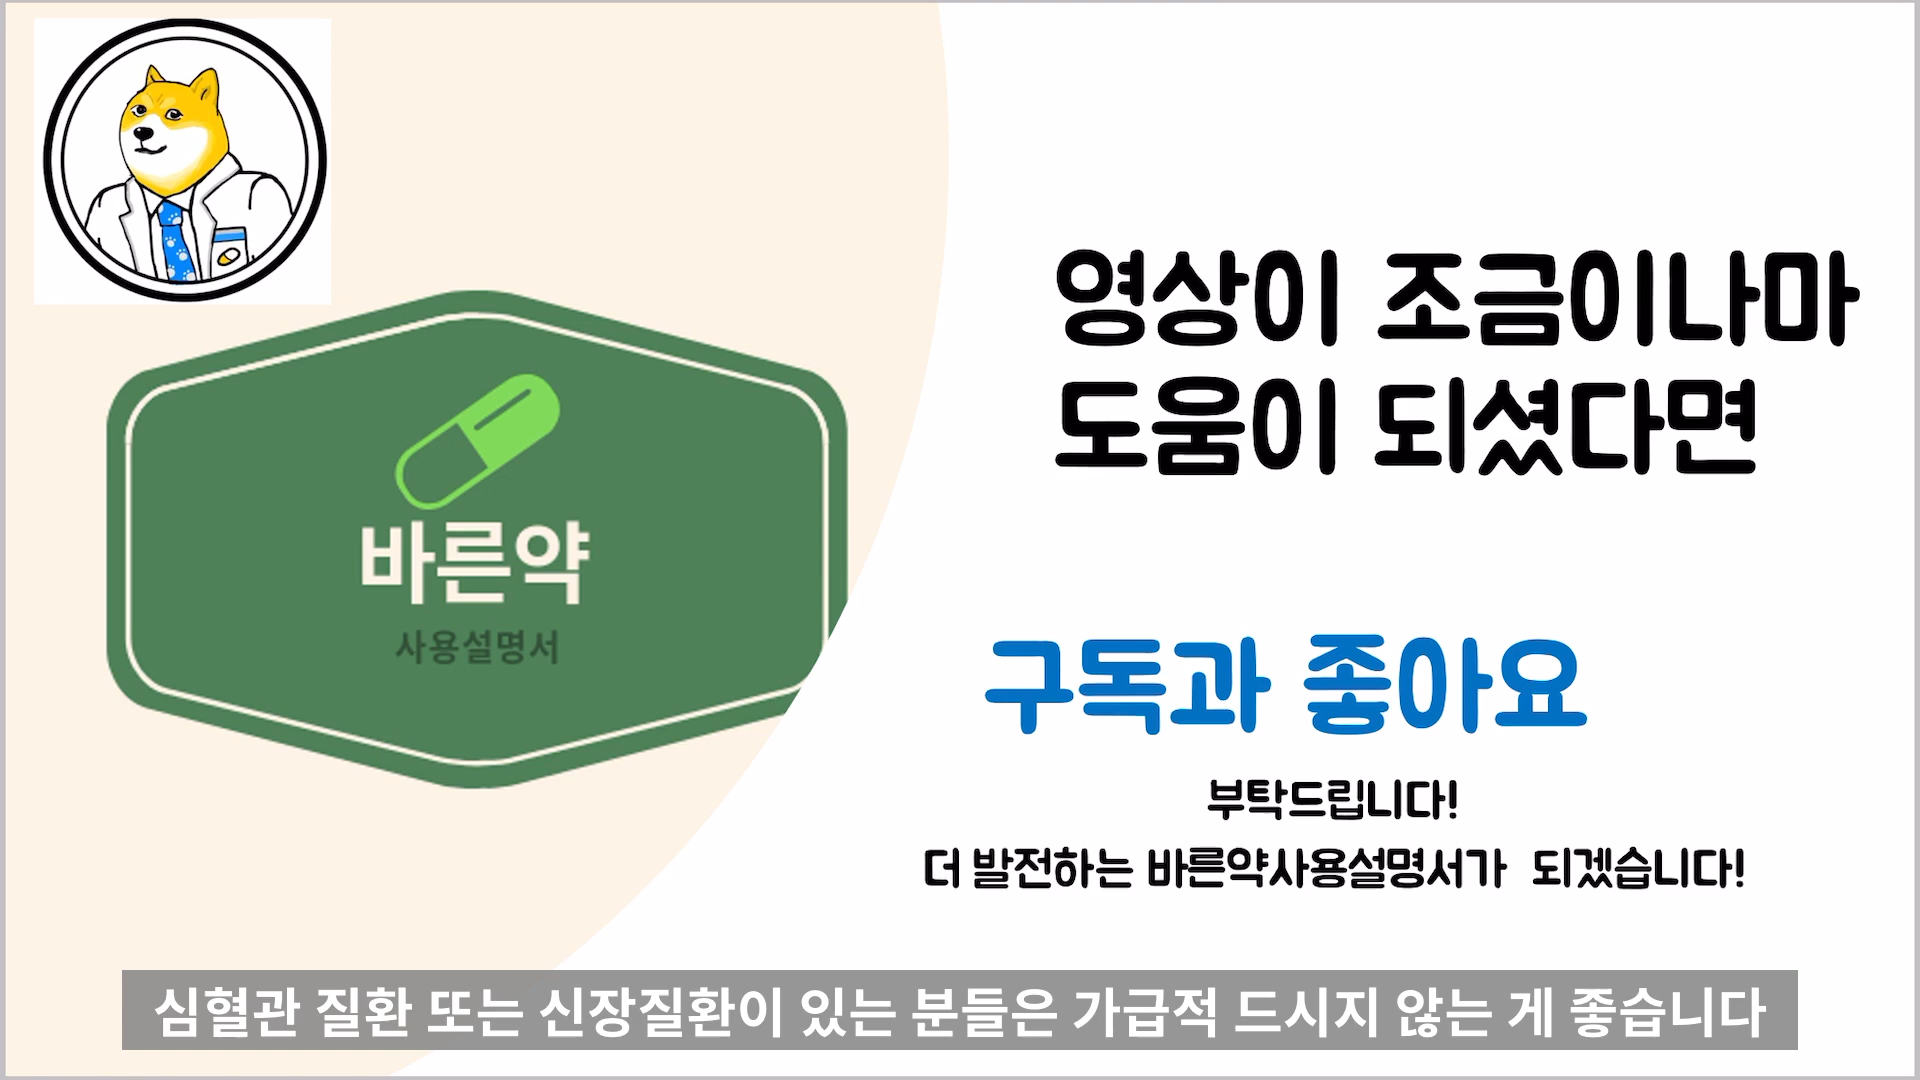 바른약
사용설명서
영상이 조금이나마
도움이 되셨다면
구독과 좋아요
부탁드립니다!
더 발전하는 바른약사용설명서가 되겠습니다!
심혈관 질환 또는 신장질환이 있는 분들은 가급적 드시지 않는 게 좋습니다